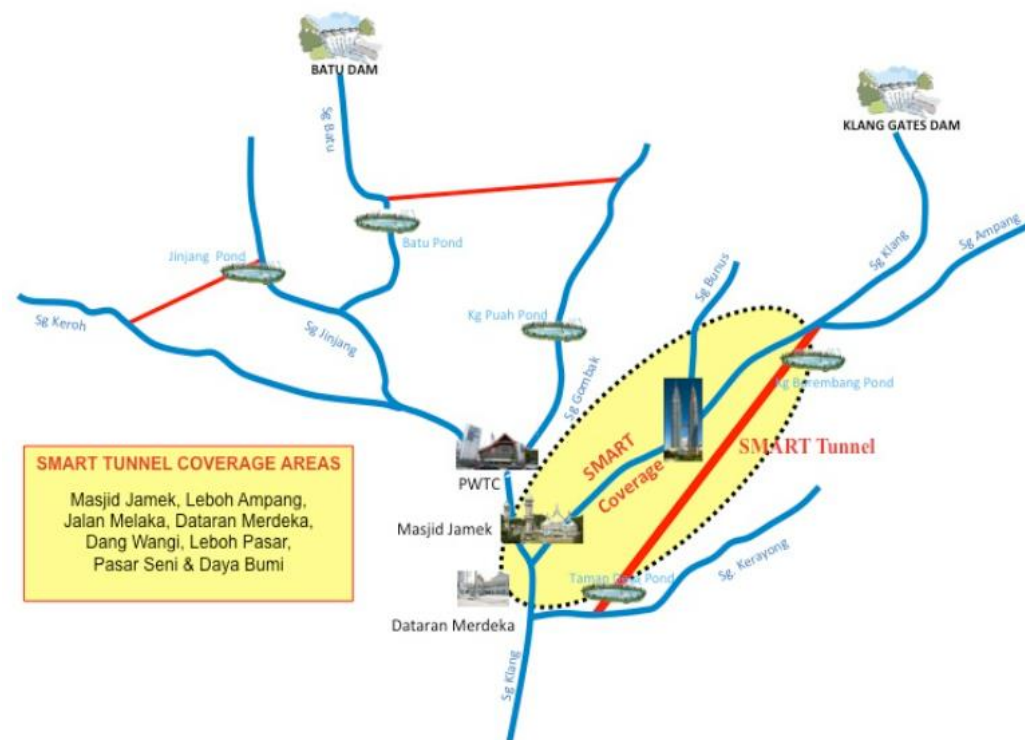 BATU DAM
KLANG GATES DAM
Sg Batu
Sg Klang
Sg Ampang
Jinjang Pond
Batu Pond
Sg Bunus
Sg Keroh
Sg Jinjang
Kg Puah Pond
Kg Berembang Pond
Sg Gombak
SMART
Coverage
SMART Tunnel
SMART TUNNEL COVERAGE AREAS
Masjid Jamek, Leboh Ampang,
Jalan Melaka, Dataran Merdeka,
Dang Wangi, Leboh Pasar,
Pasar Seni & Daya Bumi
PWTC
Masjid Jamek
Taman Desa Pond
Sg. Kerayong
Dataran Merdeka
Sg Klang